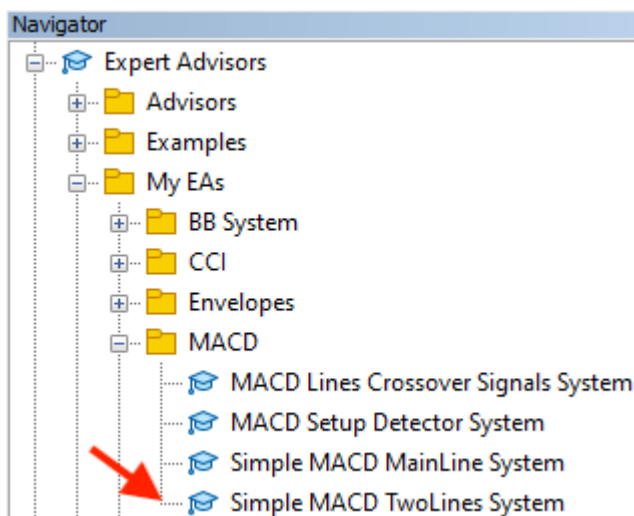 Navigator
Expert Advisors
Advisors
Examples
My EAs
BB System
CCI
Envelopes
MACD
MACD Lines Crossover Signals System
MACD Setup Detector System
Simple MACD MainLine System
Simple MACD TwoLines System